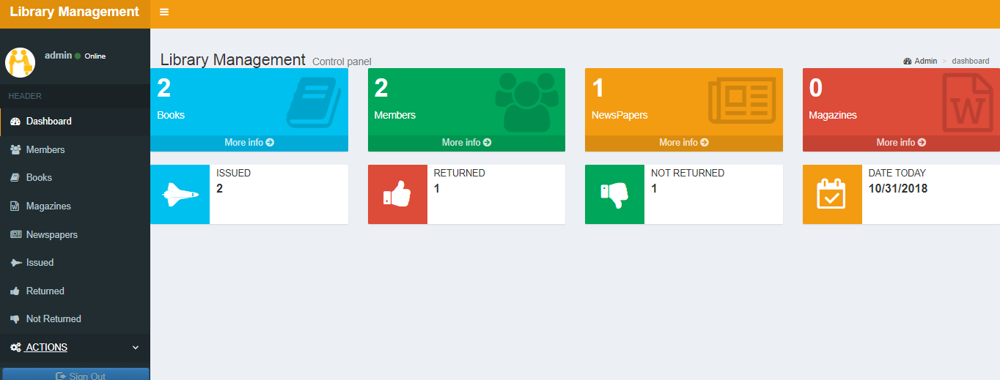 Library Management
admin Online
HEADER
Dashboard
Members
Books
Magazines
Newspapers
Issued
Returned
Not Returned
ACTIONS
Sign Out
Library Management Control panel
Admin > dashboard
2
Books
More info
2
Members
More info
1
NewsPapers
More info
0
Magazines
W
More info
ISSUED
2
RETURNED
1
NOT RETURNED
1
DATE TODAY
10/31/2018